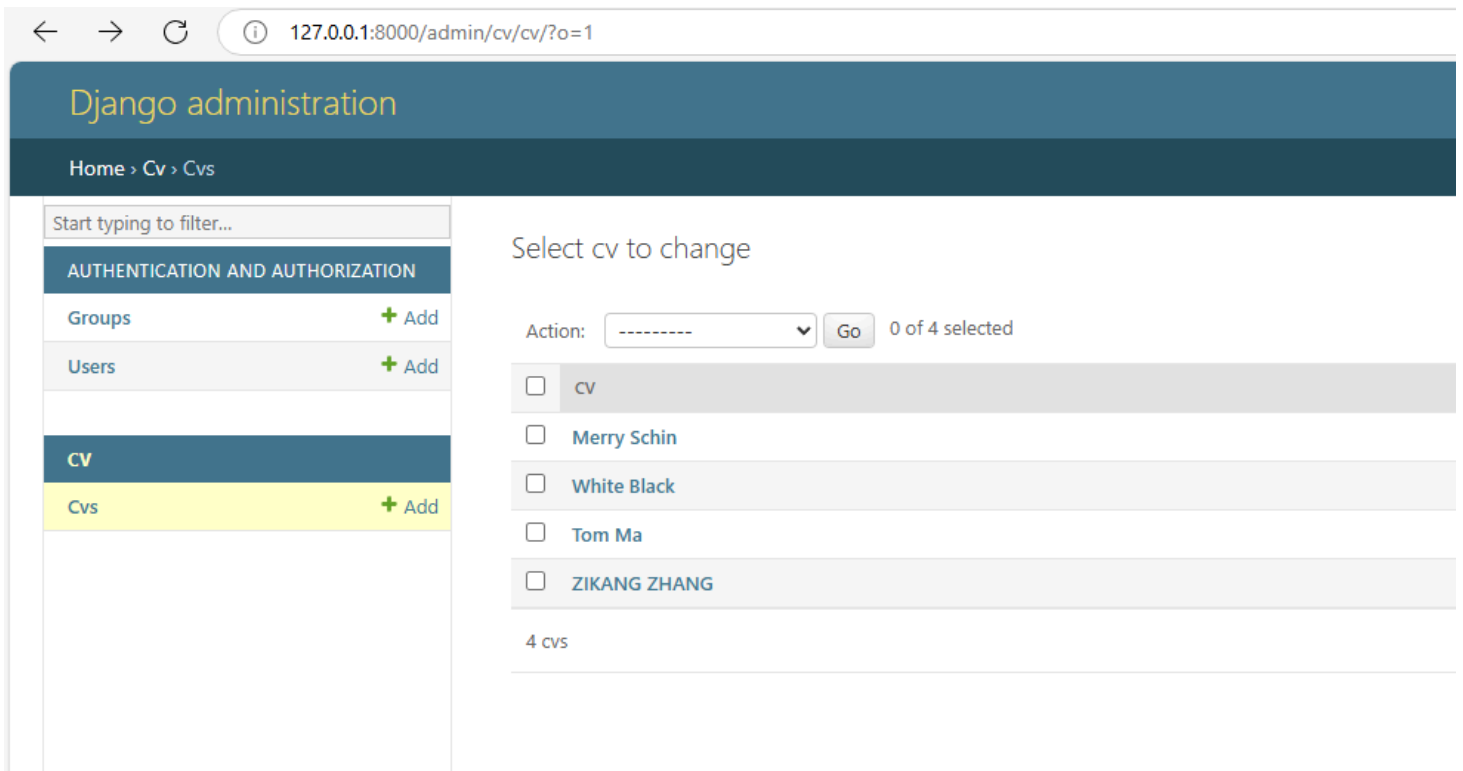 127.0.0.1:8000/admin/cv/cv/?o=1
Django administration
Home › Cv › Cvs
Start typing to filter...
AUTHENTICATION AND AUTHORIZATION
Groups + Add
Users + Add
CV
Cvs + Add
Select cv to change
Action: --------- Go 0 of 4 selected
CV
Merry Schin
White Black
Tom Ma
ZIKANG ZHANG
4 cvs